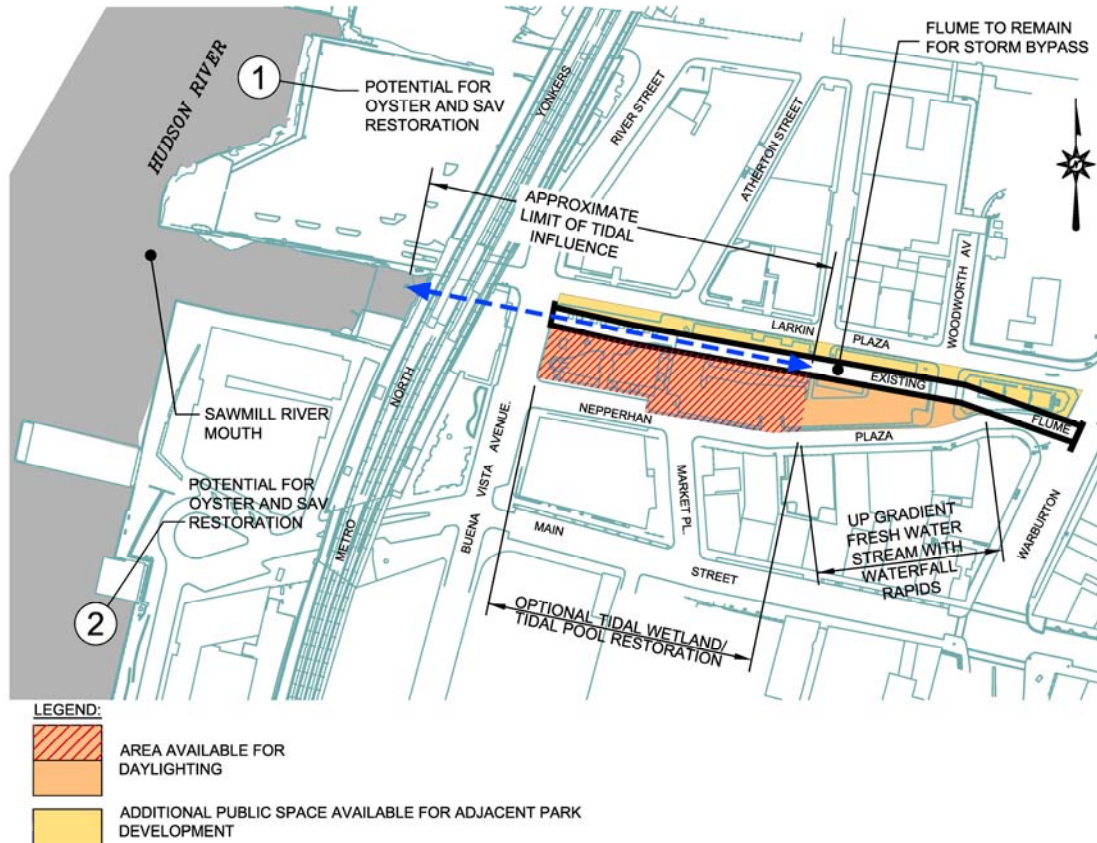 HUDSON RIVER
1
POTENTIAL FOR
OYSTER AND SAV
RESTORATION
YONKERS
RIVER STREET
ATHERTON STREET
FLUME TO REMAIN
FOR STORM BYPASS
N
APPROXIMATE
LIMIT OF TIDAL
INFLUENCE
WOODWORTH AV
LARKIN
PLAZA
EXISTING
FLUME
SAWMILL RIVER
MOUTH
NORTH
NEPPERHAN
PLAZA
BUENA VISTA AVENUE.
MARKET PL.
WARBURTON
UP GRADIENT
FRESH WATER
STREAM WITH
WATERFALL
RAPIDS
POTENTIAL FOR
OYSTER AND SAV
RESTORATION
2
METRO
MAIN
STREET
OPTIONAL TIDAL WETLAND/
TIDAL POOL RESTORATION
LEGEND:
AREA AVAILABLE FOR
DAYLIGHTING
ADDITIONAL PUBLIC SPACE AVAILABLE FOR ADJACENT PARK
DEVELOPMENT